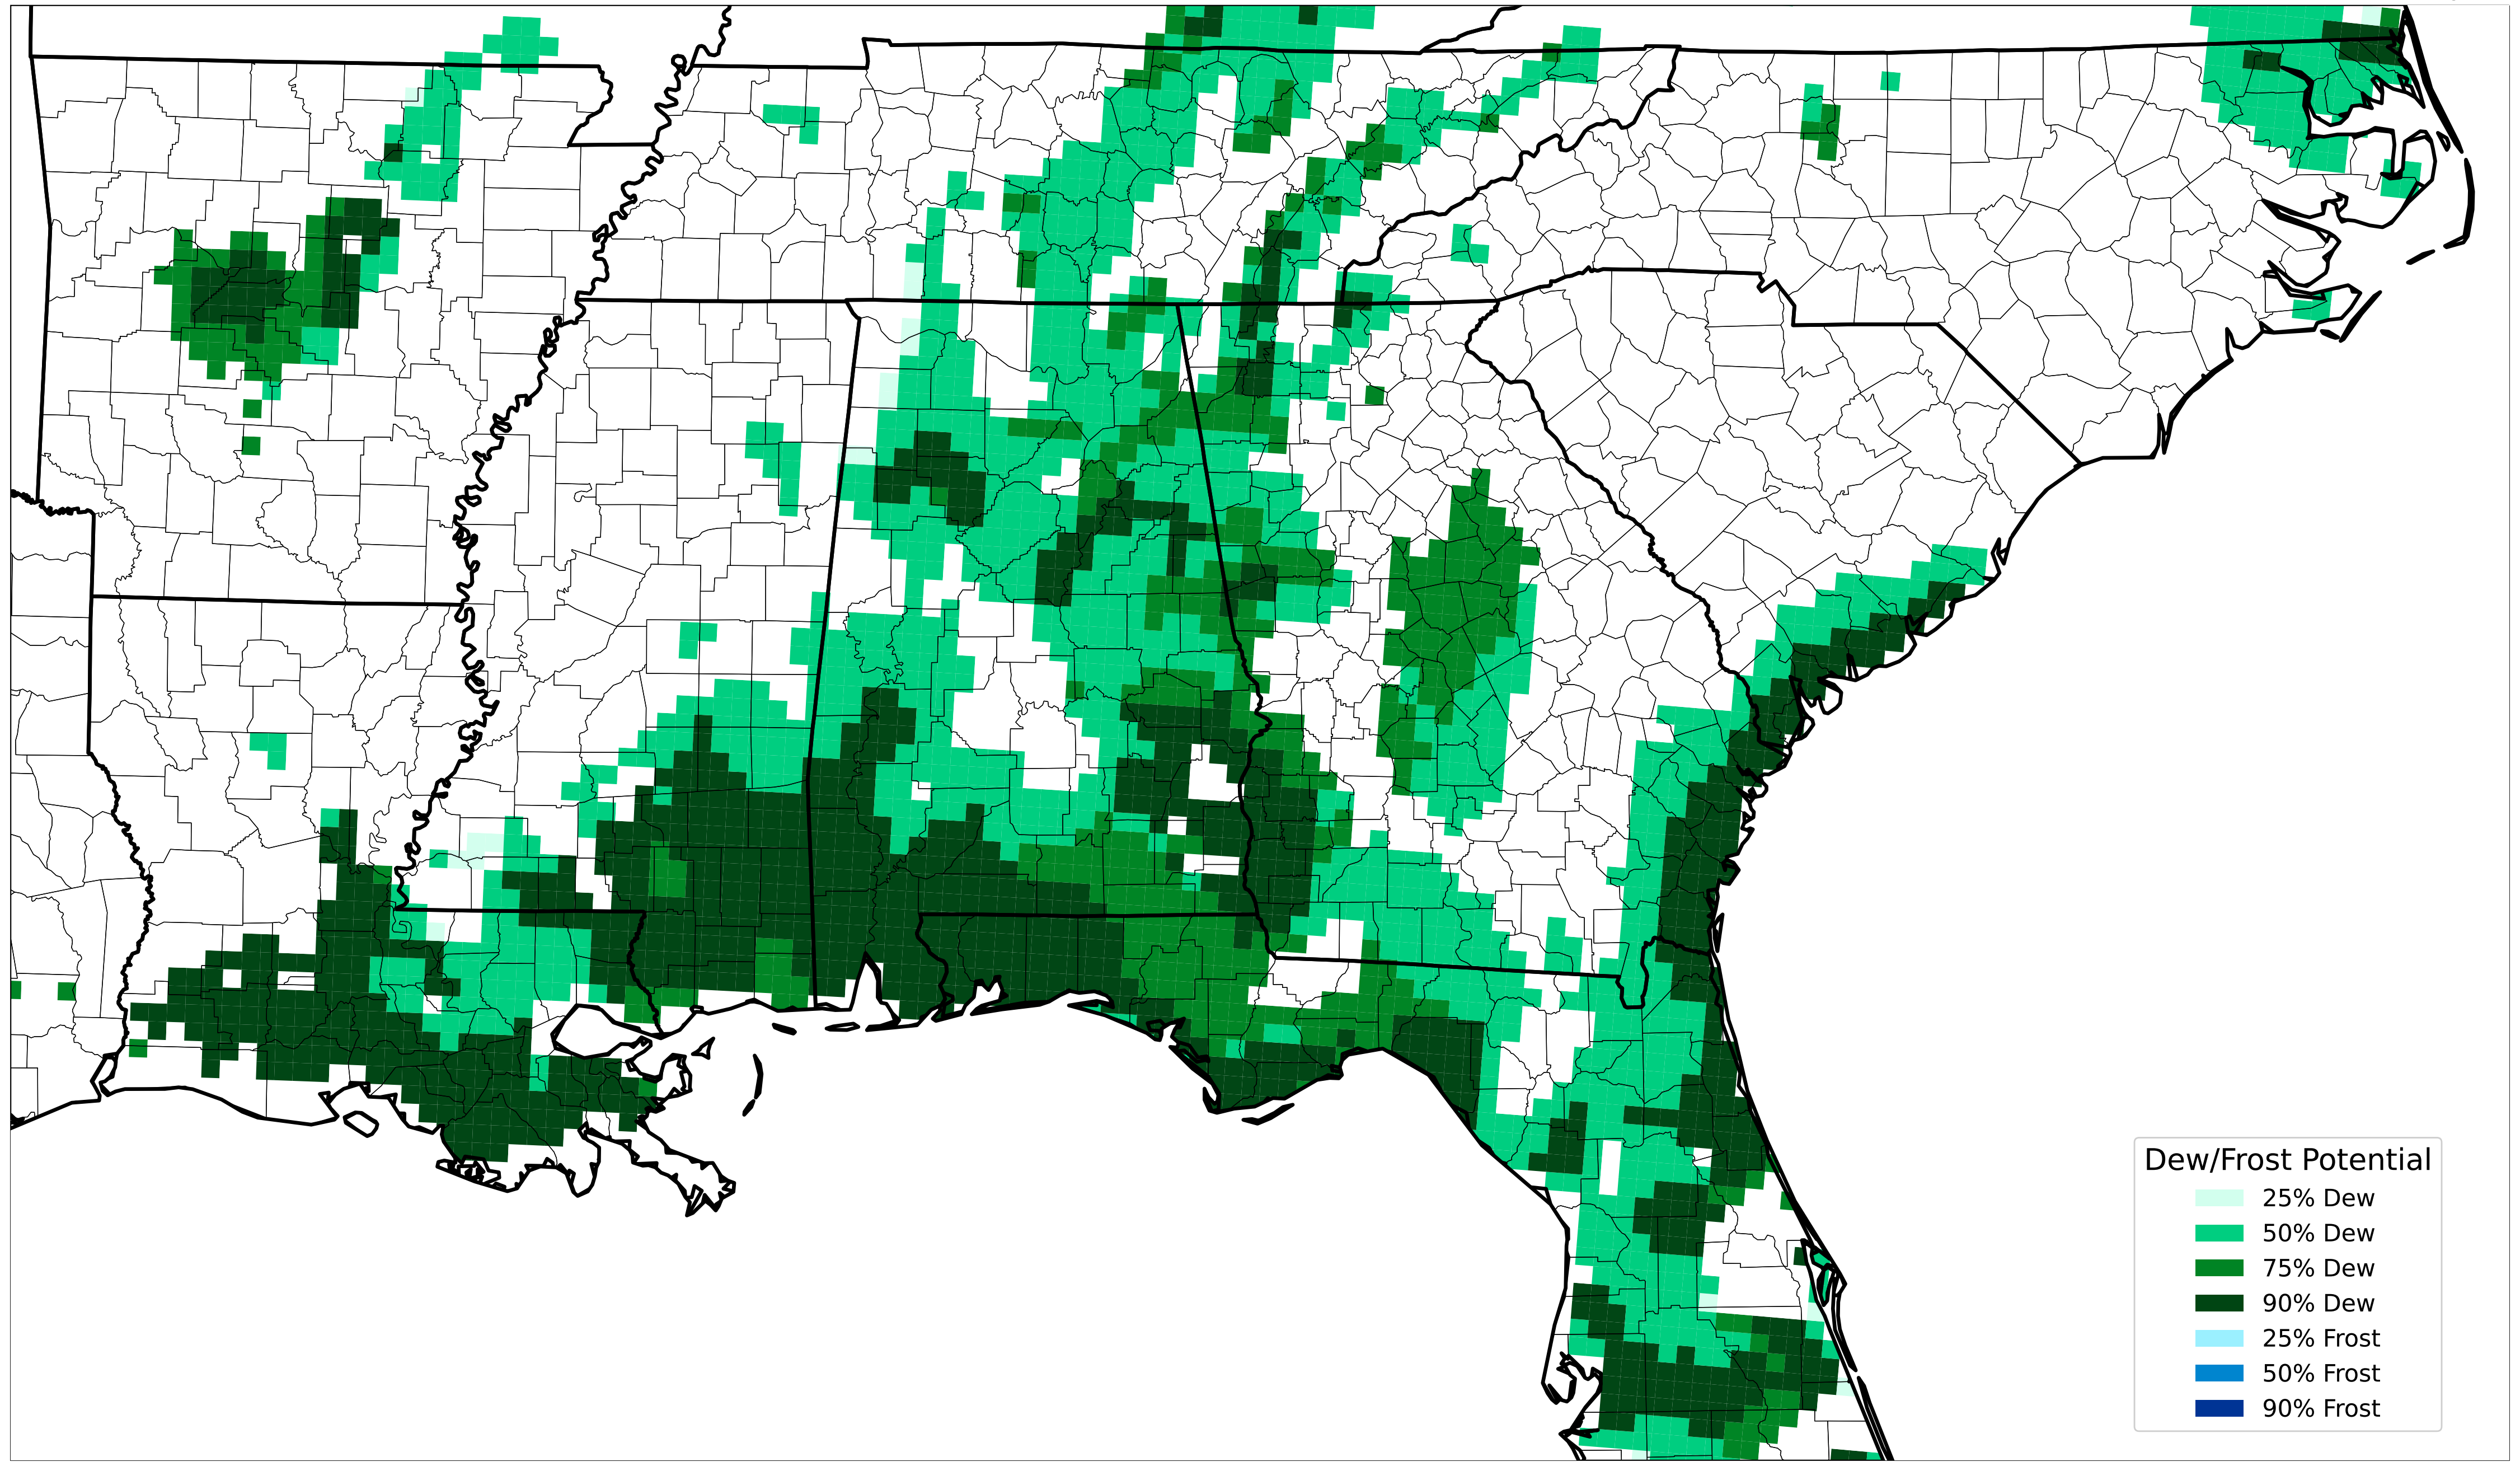 Dew/Frost Potential
25% Dew
50% Dew
75% Dew
90% Dew
25% Frost
50% Frost
90% Frost